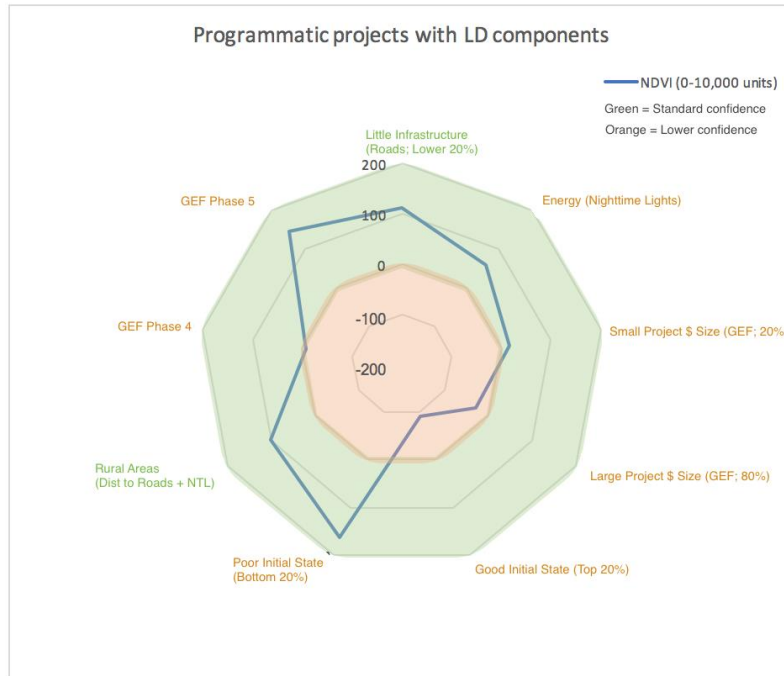 Programmatic projects with LD components
NDVI (0-10,000 units)
Green = Standard confidence
Orange = Lower confidence
Little Infrastructure
(Roads; Lower 20%)
200
100
0
-100
-200
GEF Phase 5
Energy (Nighttime Lights)
GEF Phase 4
Small Project $ Size (GEF; 20%
Rural Areas
(Dist to Roads + NTL)
Large Project $ Size (GEF; 80%)
Poor Initial State
(Bottom 20%)
Good Initial State (Top 20%)